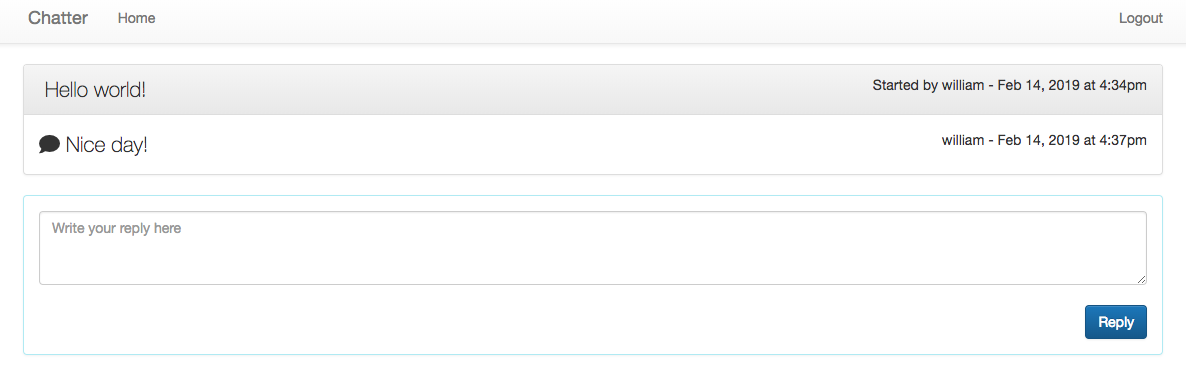 Chatter Home Logout
Hello world! Started by william - Feb 14, 2019 at 4:34pm
Nice day! william - Feb 14, 2019 at 4:37pm
Write your reply here
Reply